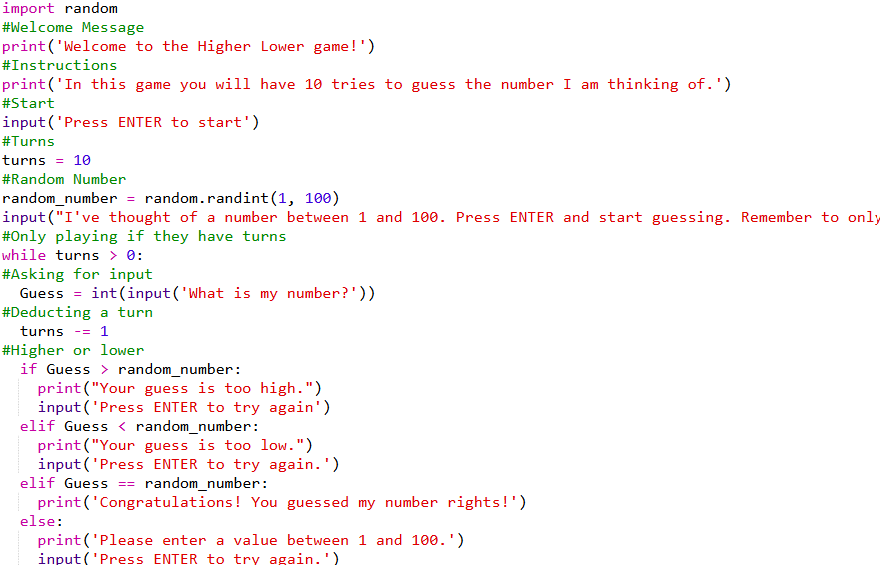 import random
#Welcome Message
print('Welcome to the Higher Lower game!')
#Instructions
print('In this game you will have 10 tries to guess the number I am thinking of.')
#Start
input('Press ENTER to start')
#Turns
turns = 10
#Random Number
random_number = random.randint(1, 100)
input("I've thought of a number between 1 and 100. Press ENTER and start guessing. Remember to only
#Only playing if they have turns
while turns > 0:
#Asking for input
  Guess = int(input('What is my number?'))
#Deducting a turn
  turns -= 1
#Higher or lower
  if Guess > random_number:
    print("Your guess is too high.")
    input('Press ENTER to try again')
  elif Guess < random_number:
    print("Your guess is too low.")
    input('Press ENTER to try again.')
  elif Guess == random_number:
    print('Congratulations! You guessed my number rights!')
  else:
    print('Please enter a value between 1 and 100.')
    input('Press ENTER to try again.')